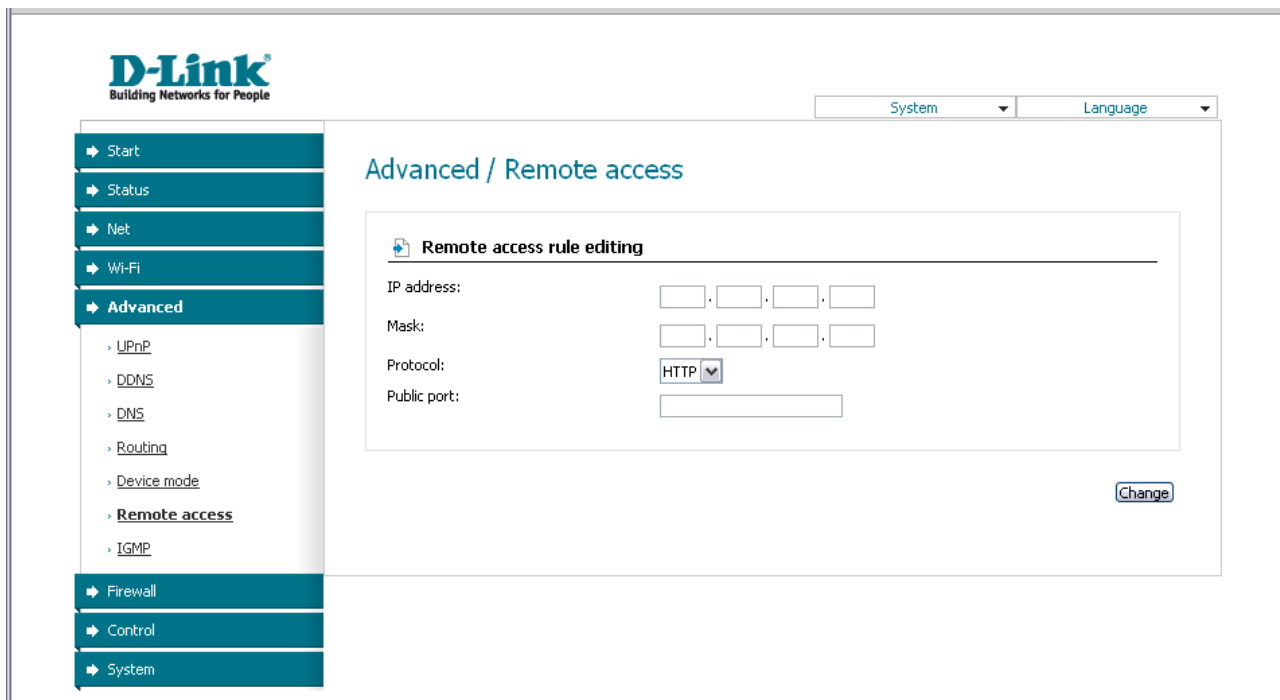 D-Link
Building Networks for People
System
Language
Start
Status
Net
Wi-Fi
Advanced
UPnP
DDNS
DNS
Routing
Device mode
Remote access
IGMP
Firewall
Control
System
Advanced / Remote access
Remote access rule editing
IP address:
. . .
Mask:
. . .
Protocol:
HTTP
Public port:
Change